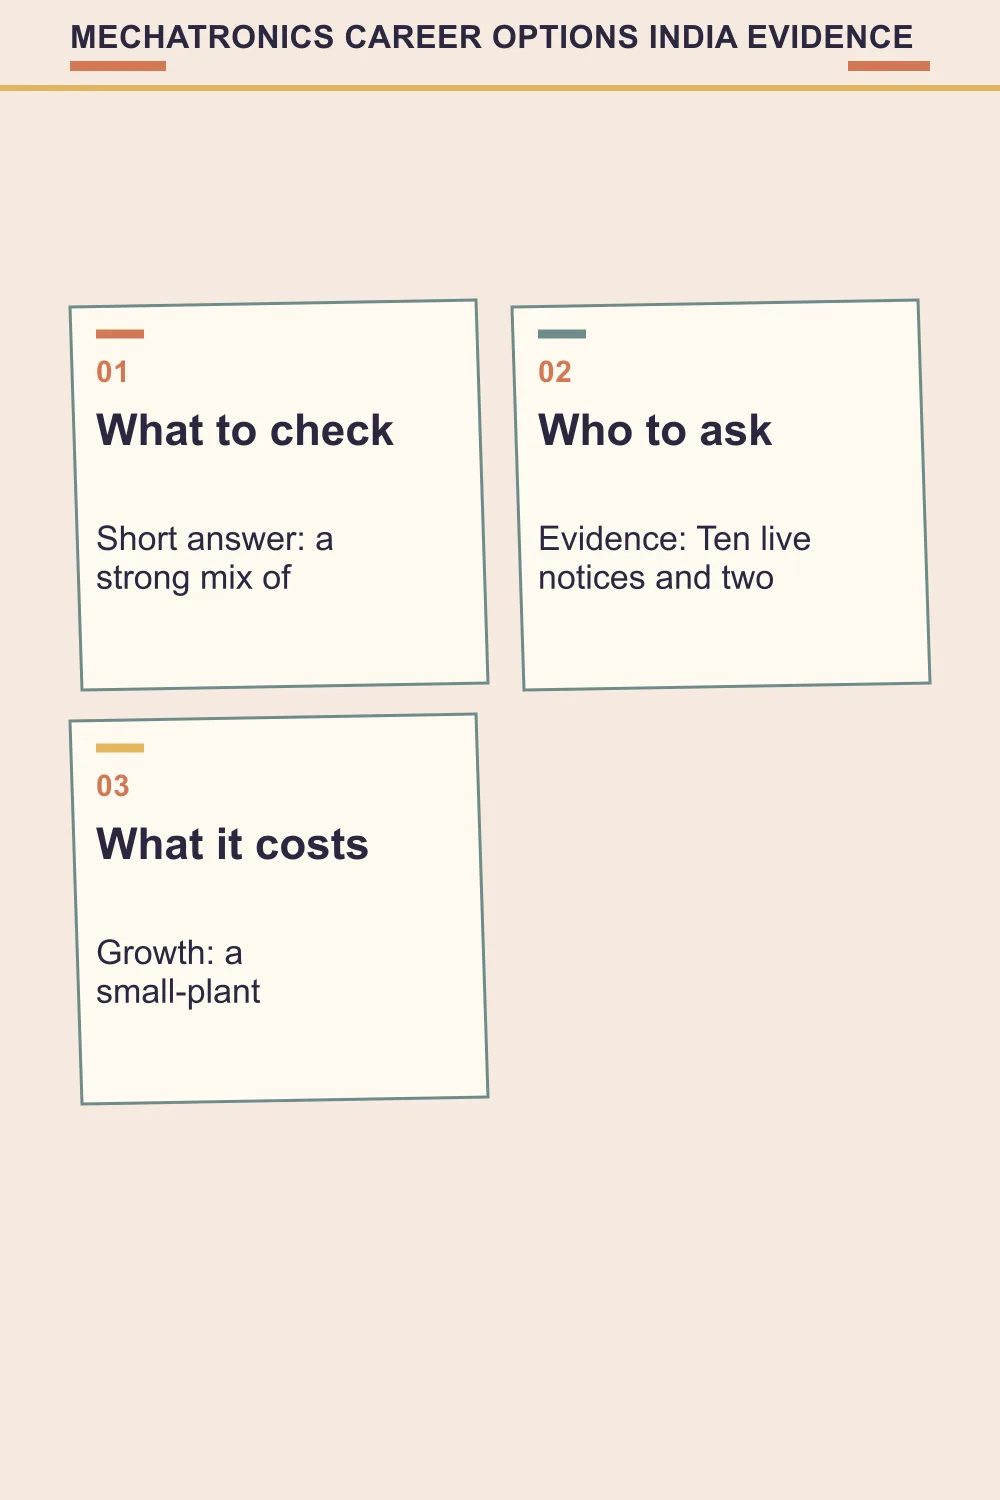 MECHATRONICS CAREER OPTIONS INDIA EVIDENCE
01
What to check
Short answer: a
strong mix of
02
Who to ask
Evidence: Ten live
notices and two
03
What it costs
Growth: a
small-plant